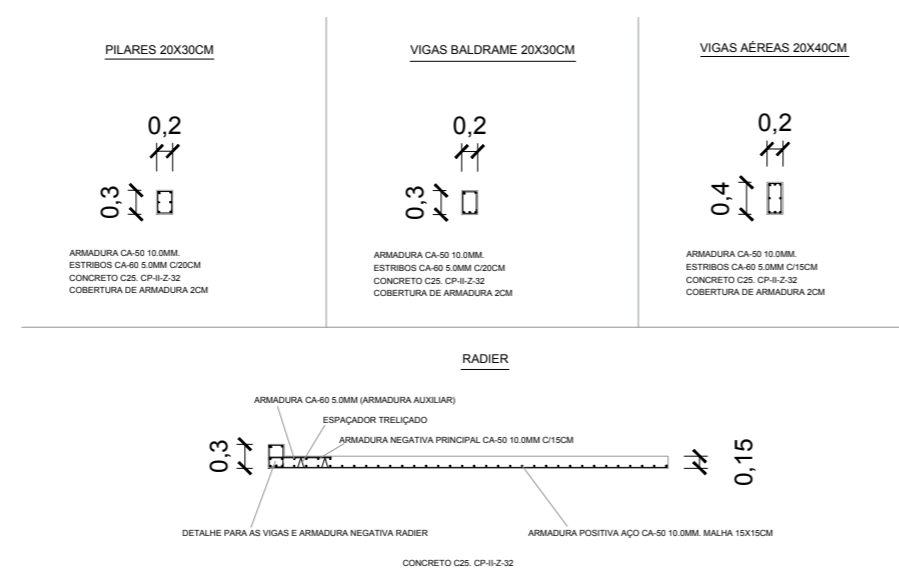 PILARES 20X30CM
0,2
0,3
ARMADURA CA-50 10.0MM.
ESTRIBOS CA-60 5.0MM C/20CM
CONCRETO C25. CP-II-Z-32
COBERTURA DE ARMADURA 2CM
VIGAS BALDRAME 20X30CM
0,2
0,3
ARMADURA CA-50 10.0MM.
ESTRIBOS CA-60 5.0MM C/20CM
CONCRETO C25. CP-II-Z-32
COBERTURA DE ARMADURA 2CM
VIGAS AÉREAS 20X40CM
0,2
0,4
ARMADURA CA-50 10.0MM.
ESTRIBOS CA-60 5.0MM C/15CM
CONCRETO C25. CP-II-Z-32
COBERTURA DE ARMADURA 2CM
RADIER
ARMADURA CA-60 5.0MM (ARMADURA AUXILIAR)
ESPAÇADOR TRELIÇADO
ARMADURA NEGATIVA PRINCIPAL CA-50 10.0MM C/15CM
0,3
0,15
DETALHE PARA AS VIGAS E ARMADURA NEGATIVA RADIER
ARMADURA POSITIVA AÇO CA-50 10.0MM. MALHA 15X15CM
CONCRETO C25. CP-II-Z-32